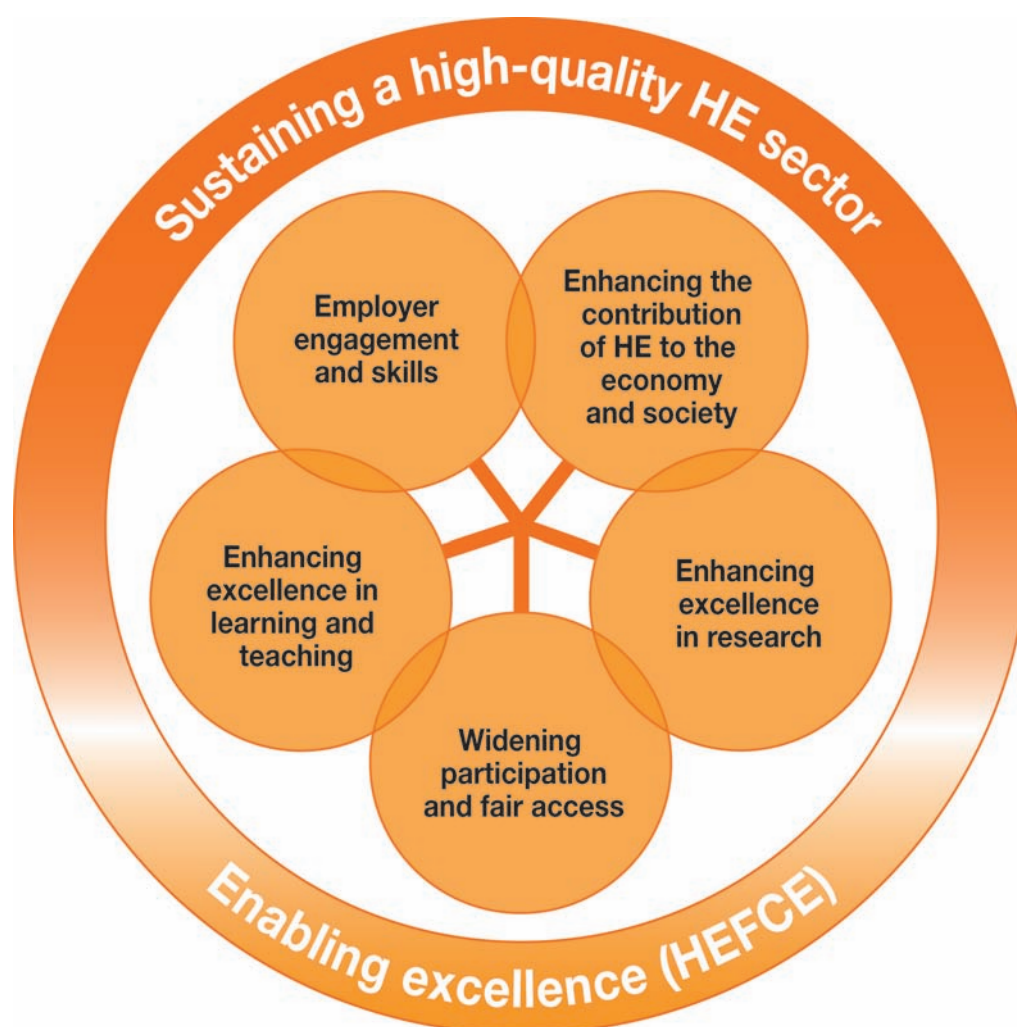 Sustaining a high-quality HE sector
Employer
engagement
and skills
Enhancing the
contribution
of HE to the
economy
and society
Enhancing
excellence in
learning and
teaching
Enhancing
excellence
in research
Widening
participation
and fair access
Enabling excellence (HEFCE)